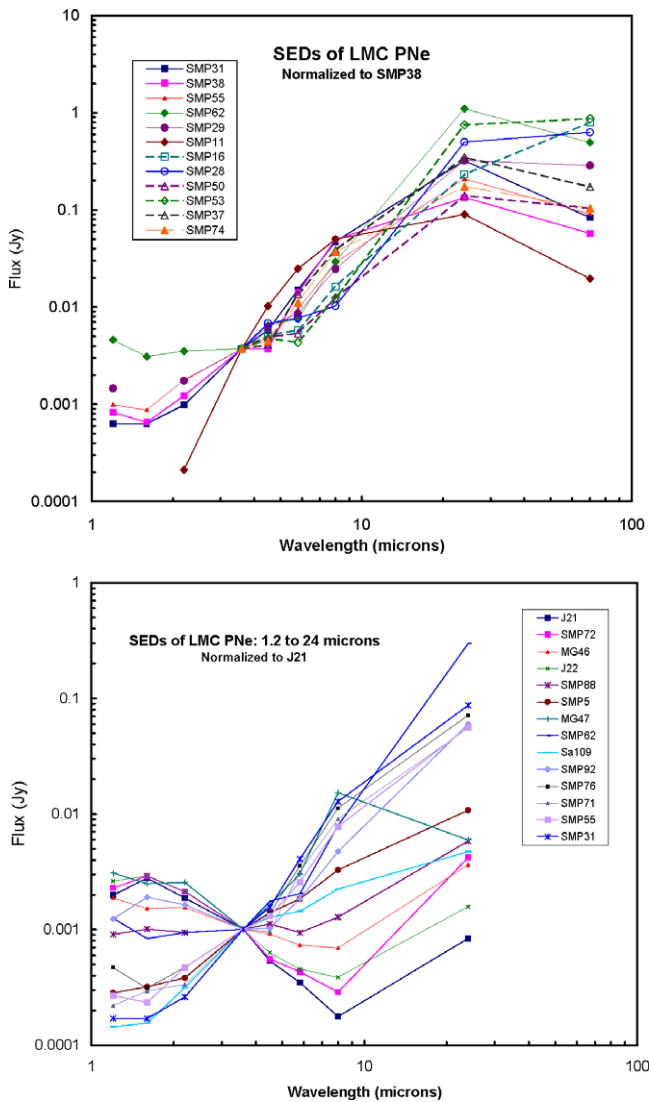 SEDs of LMC PNe
Normalized to SMP38
SMP31
SMP38
SMP55
SMP62
SMP29
SMP11
SMP16
SMP28
SMP50
SMP53
SMP37
SMP74
Flux (Jy)
10
1
0.1
0.01
0.001
0.0001
1
10
100
Wavelength (microns)
SEDs of LMC PNe: 1.2 to 24 microns
Normalized to J21
J21
SMP72
MG46
J22
SMP88
SMP5
MG47
SMP62
Sa109
SMP92
SMP76
SMP71
SMP55
SMP31
Flux (Jy)
1
0.1
0.01
0.001
0.0001
1
10
100
Wavelength (microns)